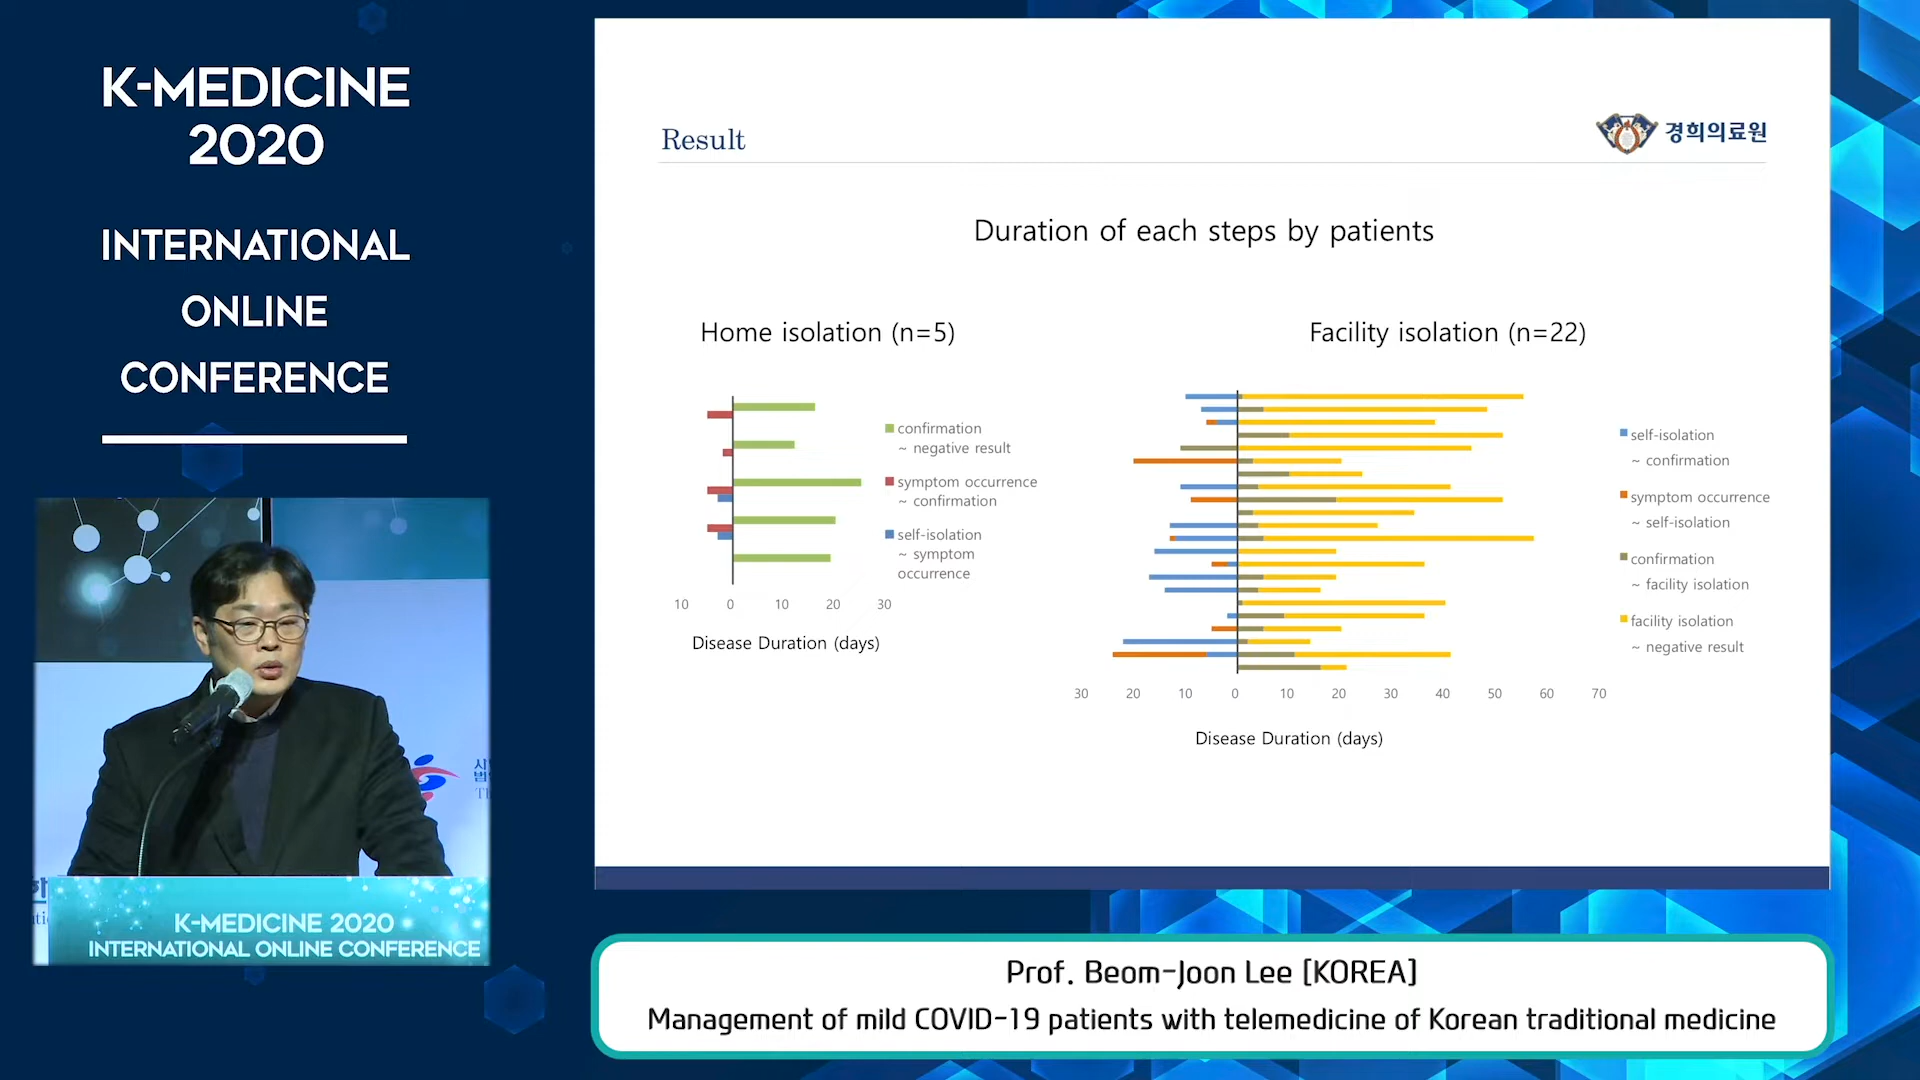 K-MEDICINE
2020
INTERNATIONAL
ONLINE
CONFERENCE
K-MEDICINE 2020
INTERNATIONAL ONLINE CONFERENCE
Result
경희의료원
Duration of each steps by patients
Home isolation (n=5)
confirmation
~ negative result
symptom occurrence
~ confirmation
self-isolation
~ symptom
occurrence
10 0 10 20 30
Disease Duration (days)
Facility isolation (n=22)
self-isolation
~ confirmation
symptom occurrence
~ self-isolation
confirmation
~ facility isolation
facility isolation
~ negative result
30 20 10 0 10 20 30 40 50 60 70
Disease Duration (days)
Prof. Beom-Joon Lee [KOREA]
Management of mild COVID-19 patients with telemedicine of Korean traditional medicine